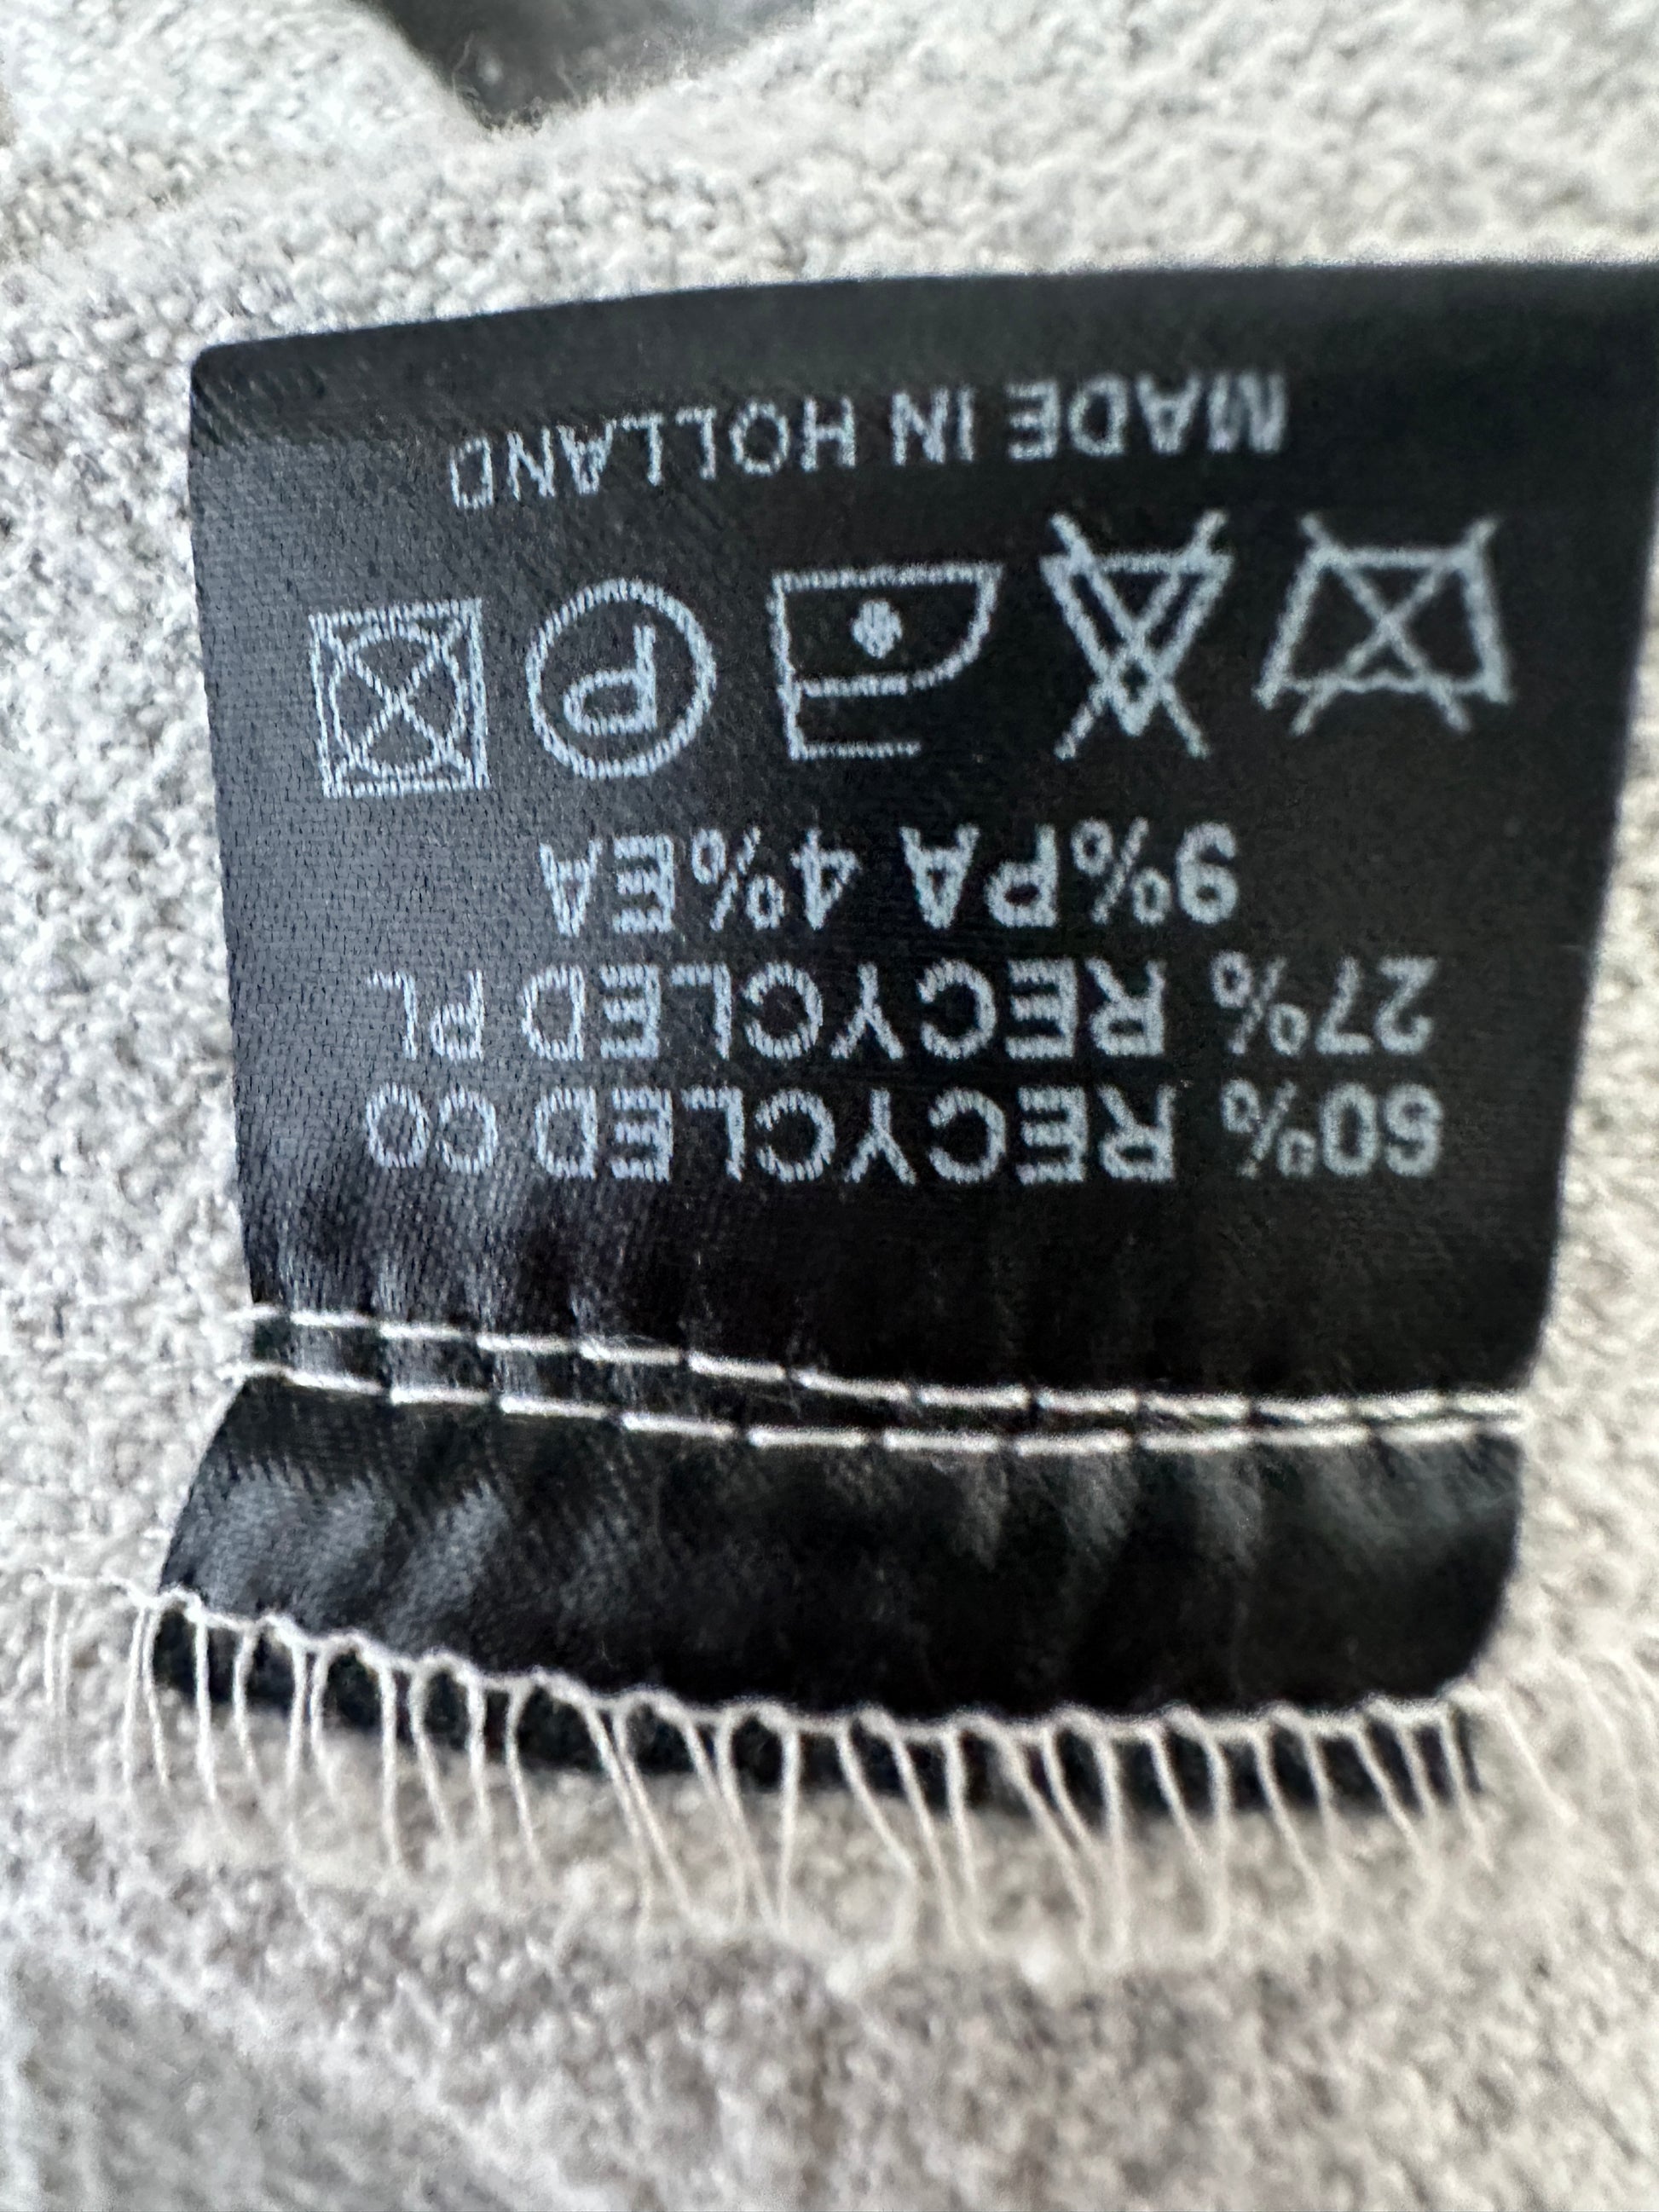 60% RECYCLED CO
27% RECYCLED PL
9%PA 4%EA
P
MADE IN HOLLAND